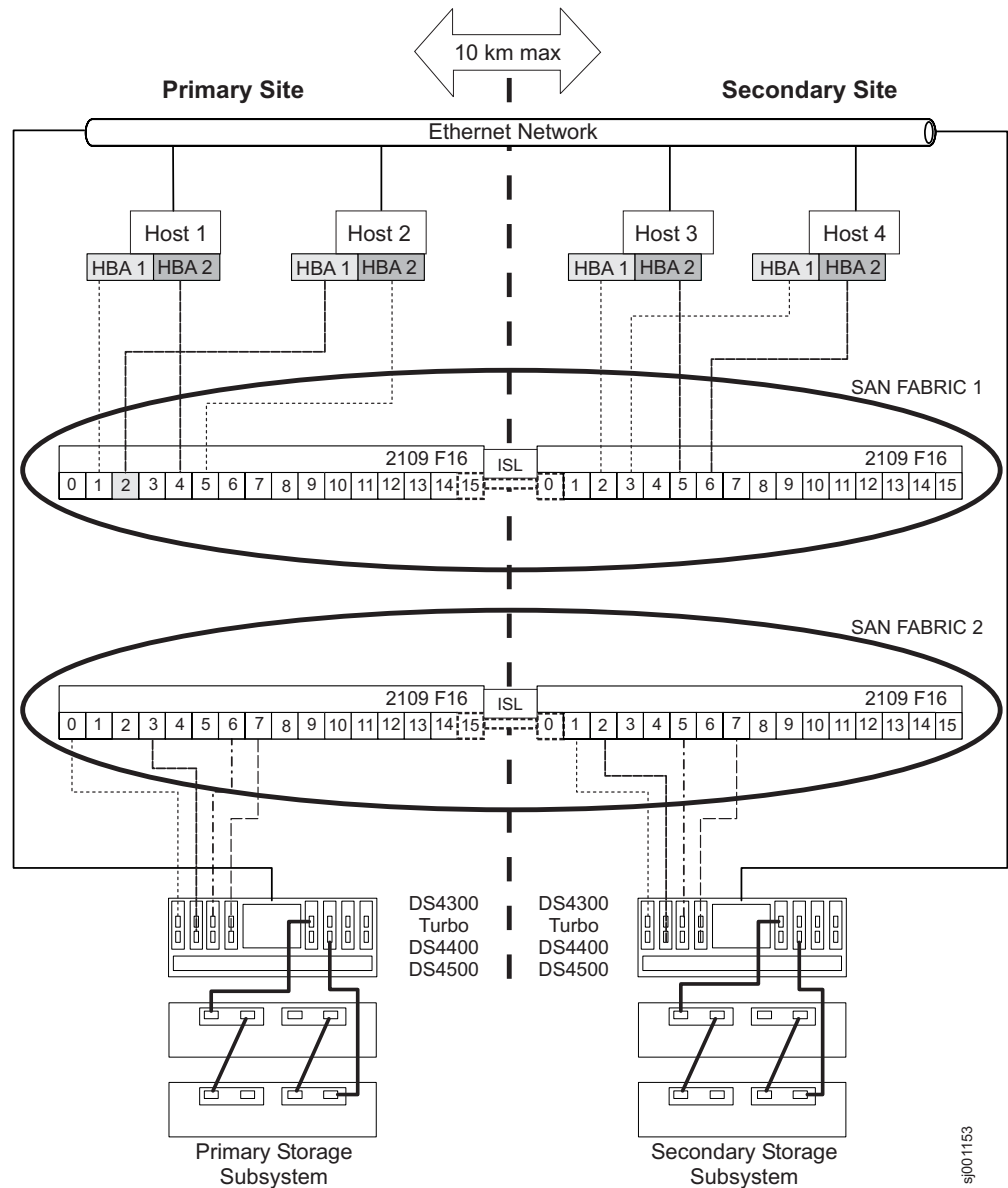 10 km max
Primary Site
Secondary Site
Ethernet Network
Host 1
Host 2
Host 3
Host 4
HBA 1 HBA 2
HBA 1 HBA 2
HBA 1 HBA 2
HBA 1 HBA 2
SAN FABRIC 1
2109 F16
ISL
2109 F16
0 1 2 3 4 5 6 7 8 9 10 11 12 13 14 15
0 1 2 3 4 5 6 7 8 9 10 11 12 13 14 15
SAN FABRIC 2
2109 F16
ISL
2109 F16
0 1 2 3 4 5 6 7 8 9 10 11 12 13 14 15
0 1 2 3 4 5 6 7 8 9 10 11 12 13 14 15
DS4300
Turbo
DS4400
DS4500
DS4300
Turbo
DS4400
DS4500
Primary Storage
Subsystem
Secondary Storage
Subsystem
sj001153